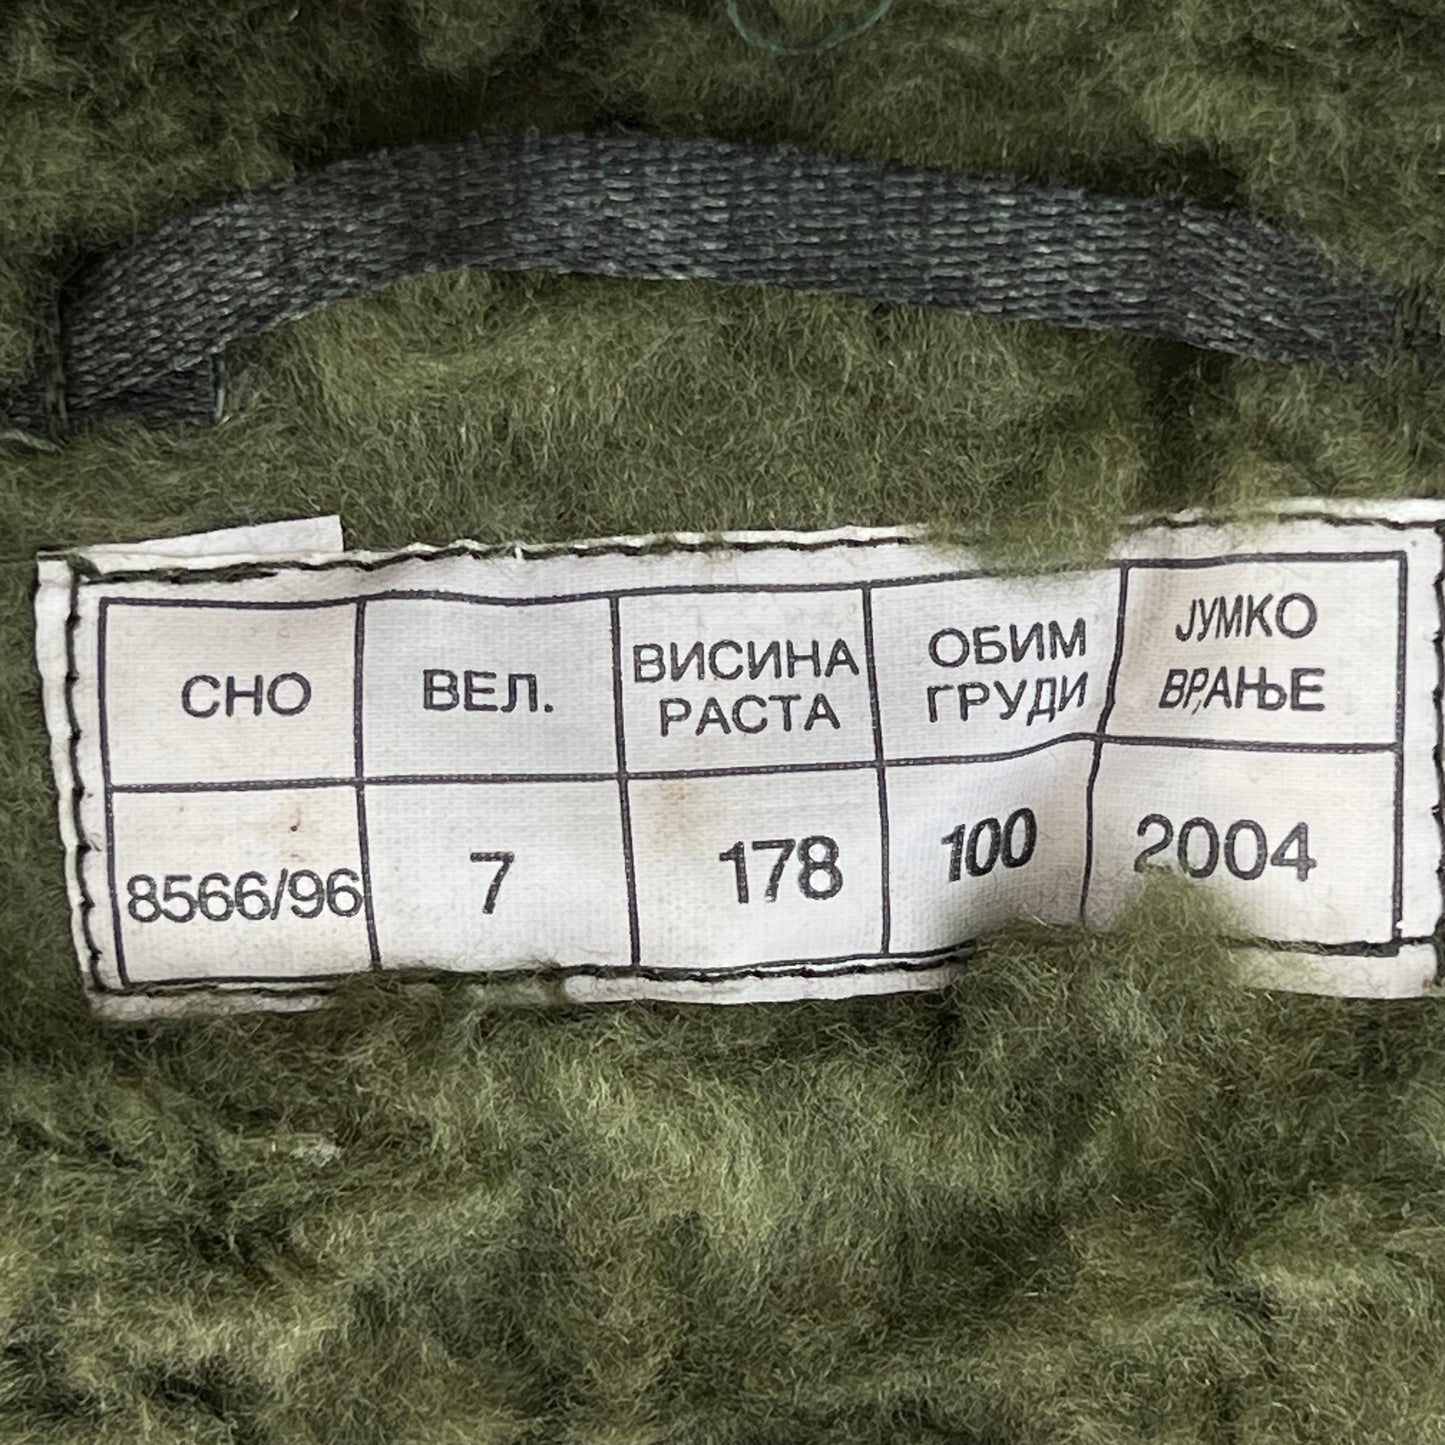 СНО
ВЕЛ.
ВИСИНА
РАСТА
ОБИМ
ГРУДИ
ЈУМКО
ВРАЊЕ
8566/96
7
178
100
2004